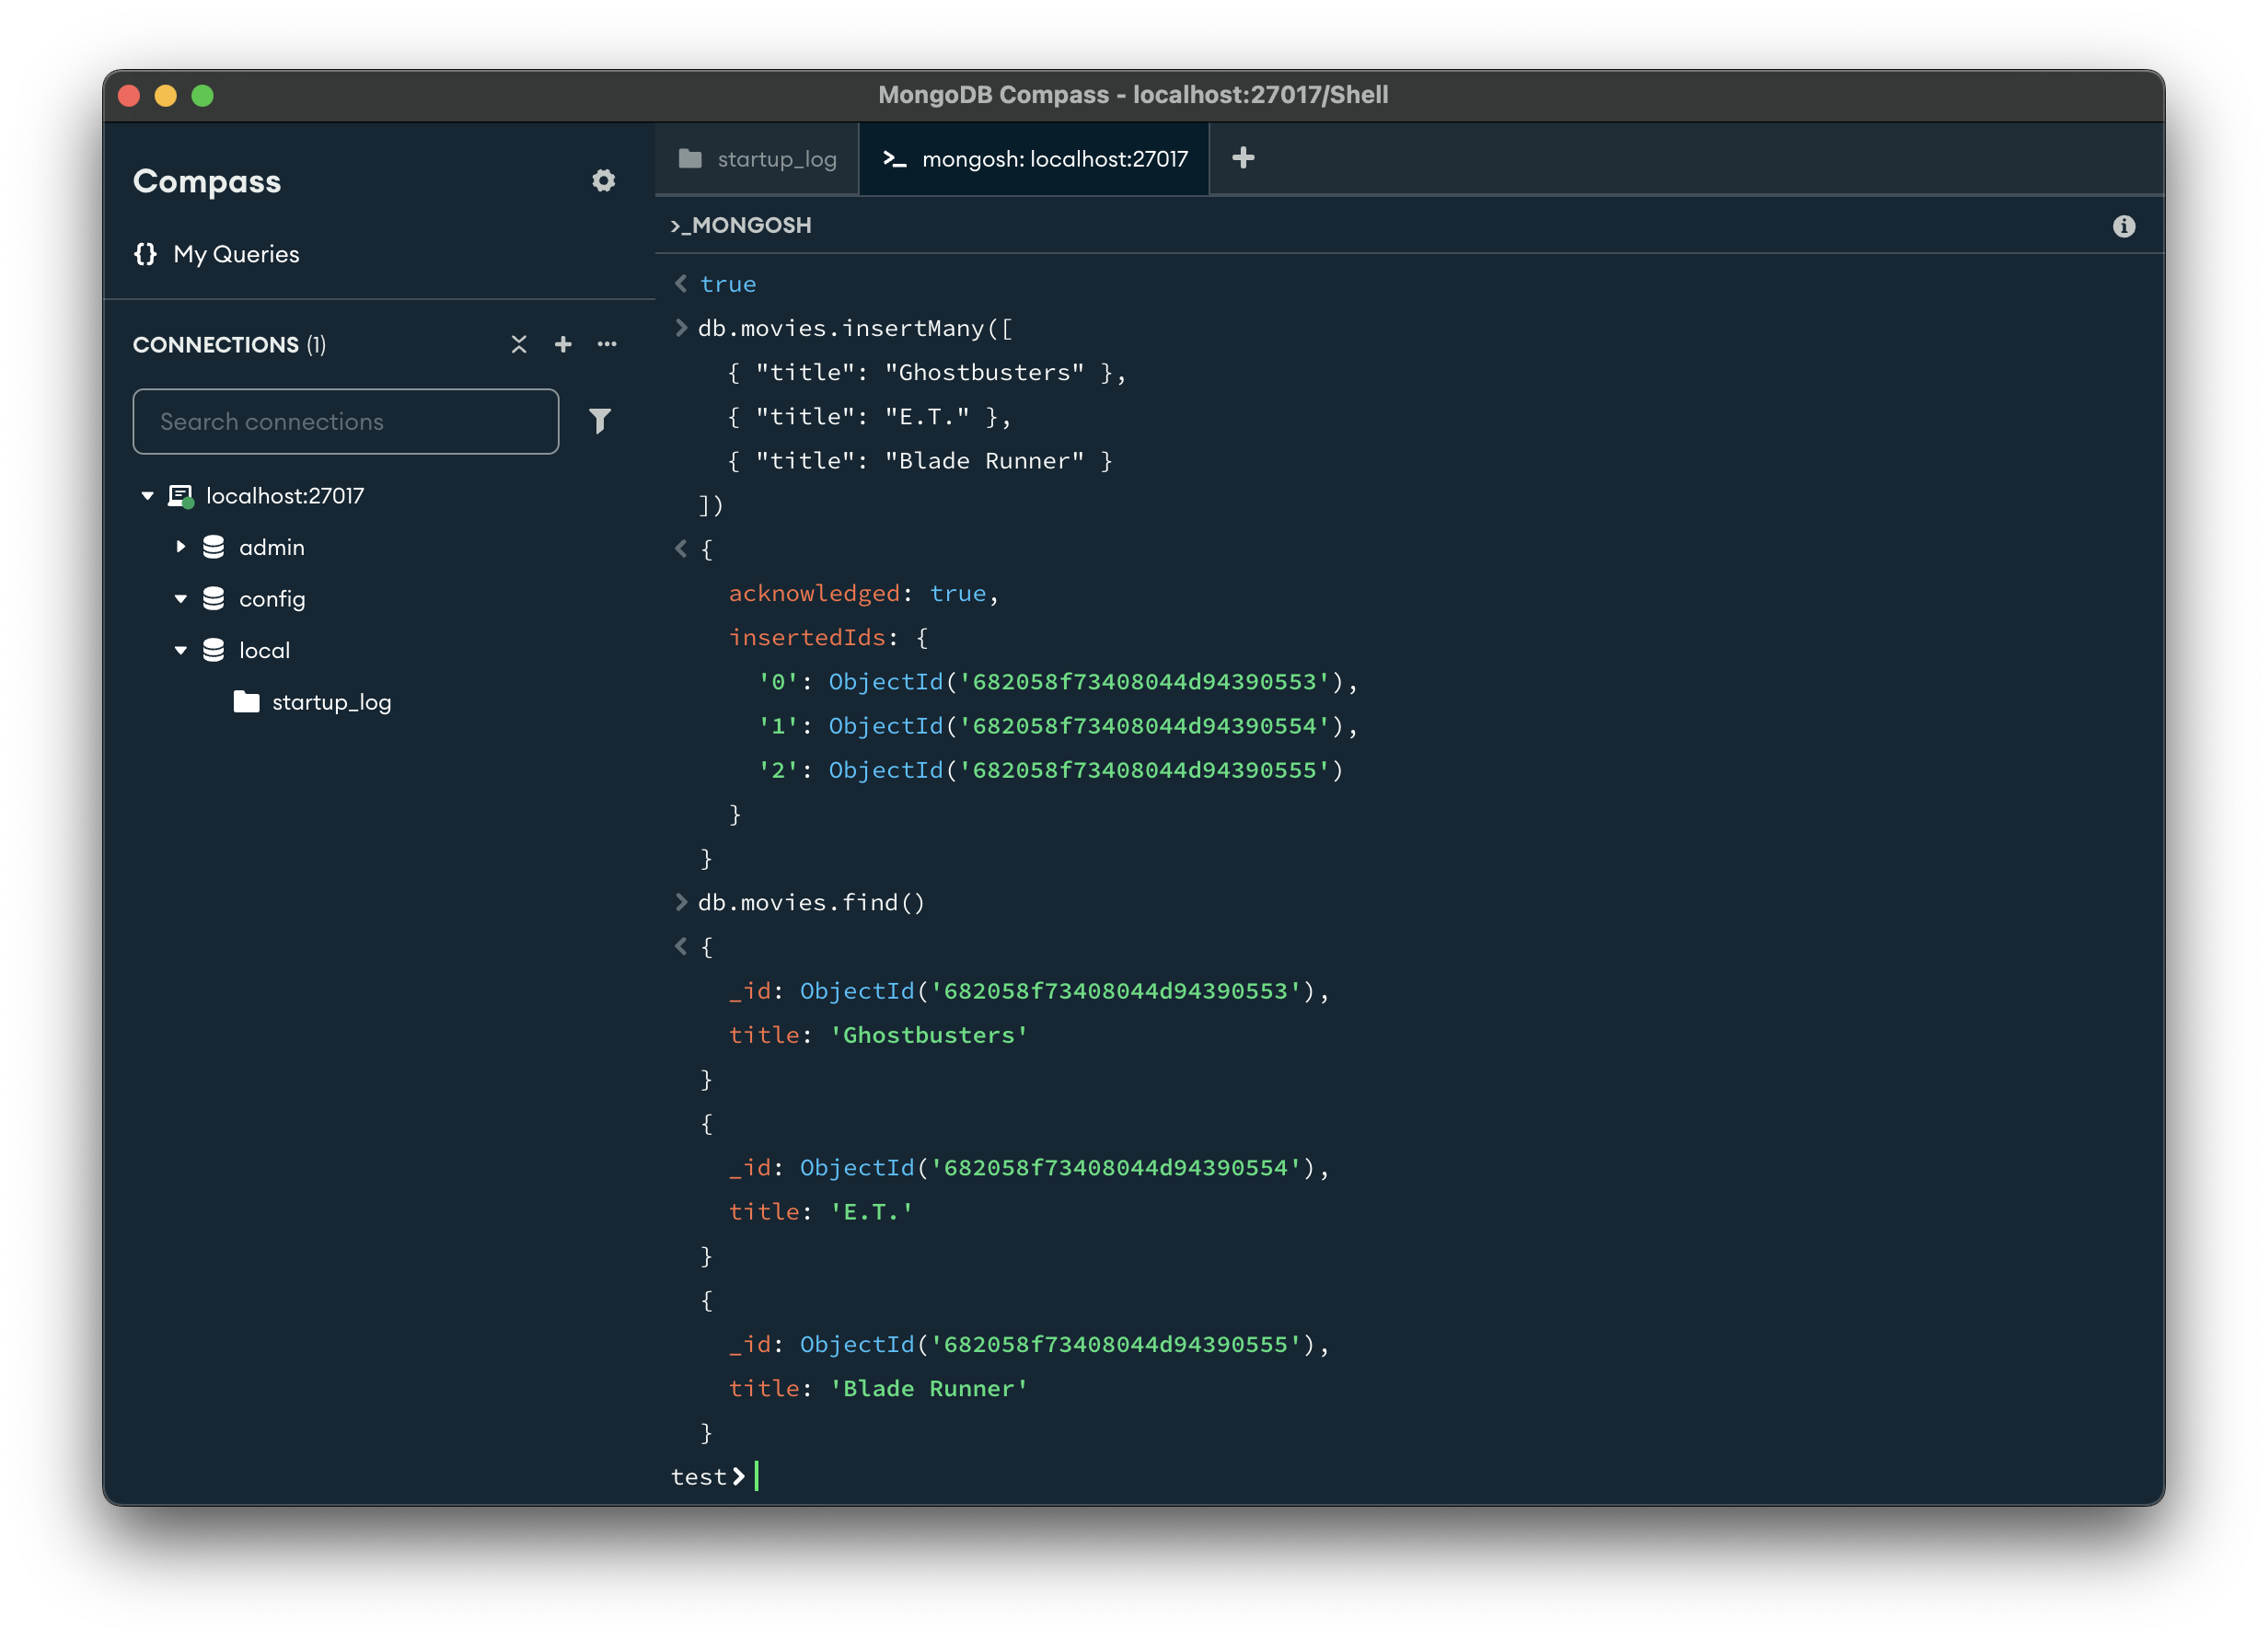 MongoDB Compass - localhost:27017/Shell
Compass
{} My Queries
CONNECTIONS (1)
Search connections
localhost:27017
admin
config
local
startup_log
startup_log
>_ mongosh: localhost:27017
>_MONGOSH
< true
> db.movies.insertMany([
    { "title": "Ghostbusters" },
    { "title": "E.T." },
    { "title": "Blade Runner" }
  ])
< {
    acknowledged: true,
    insertedIds: {
      '0': ObjectId('682058f73408044d94390553'),
      '1': ObjectId('682058f73408044d94390554'),
      '2': ObjectId('682058f73408044d94390555')
    }
  }
> db.movies.find()
< {
    _id: ObjectId('682058f73408044d94390553'),
    title: 'Ghostbusters'
  }
  {
    _id: ObjectId('682058f73408044d94390554'),
    title: 'E.T.'
  }
  {
    _id: ObjectId('682058f73408044d94390555'),
    title: 'Blade Runner'
  }
test>